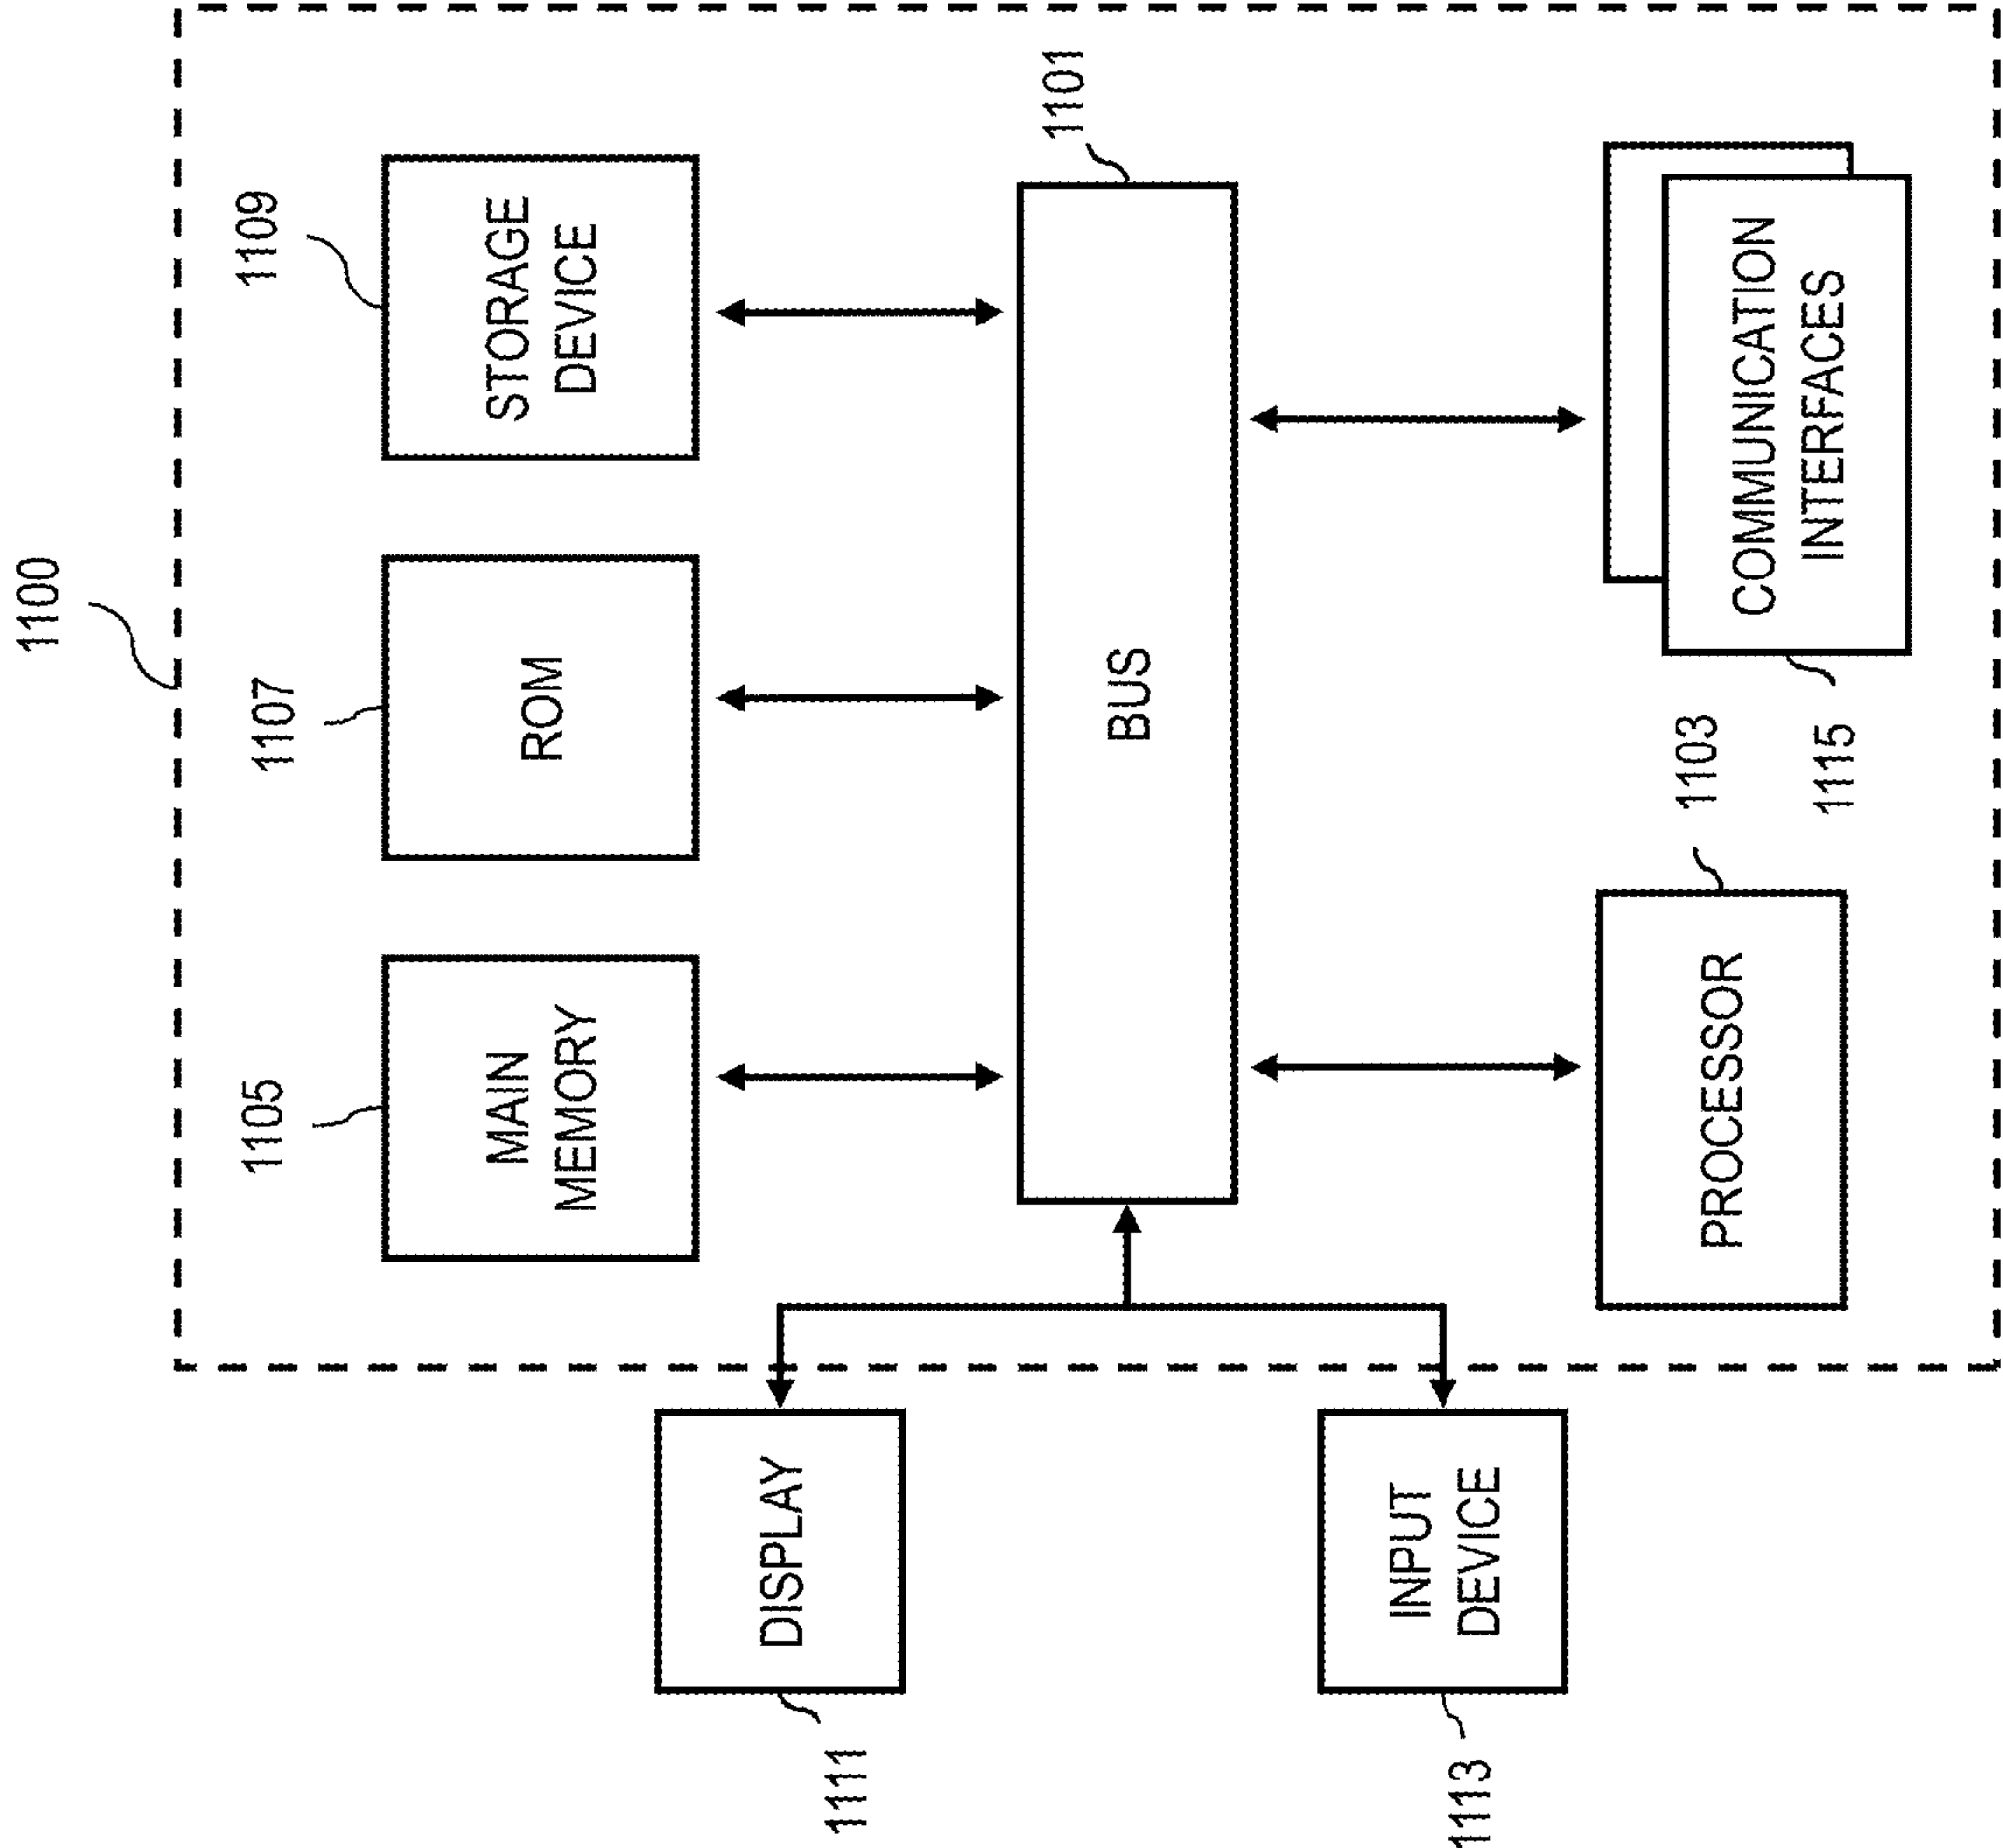 1100
1105
1107
1109
MAIN
MEMORY
ROM
STORAGE
DEVICE
1111
DISPLAY
1101
BUS
1113
INPUT
DEVICE
1103
PROCESSOR
1115
COMMUNICATION
INTERFACES